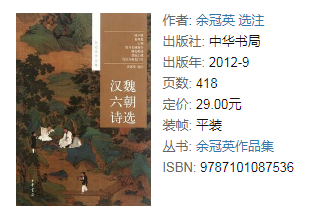 汉魏
六朝
诗选
作者: 余冠英 选注
出版社: 中华书局
出版年: 2012-9
页数: 418
定价: 29.00元
装帧: 平装
丛书: 余冠英作品集
ISBN: 9787101087536